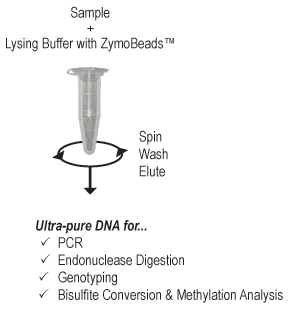 Sample
+
Lysing Buffer with ZymoBeads™
Spin
Wash
Elute
Ultra-pure DNA for...
✓ PCR
✓ Endonuclease Digestion
✓ Genotyping
✓ Bisulfite Conversion & Methylation Analysis